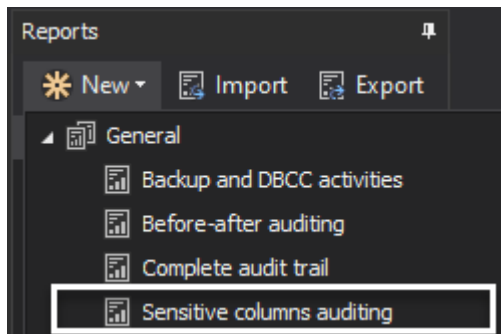 Reports
New Import Export
General
Backup and DBCC activities
Before-after auditing
Complete audit trail
Sensitive columns auditing